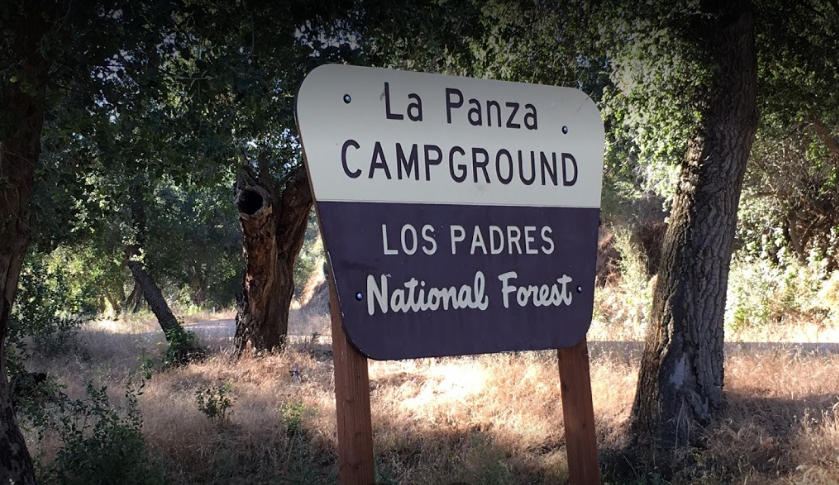 La Panza
CAMPGROUND
LOS PADRES
National Forest